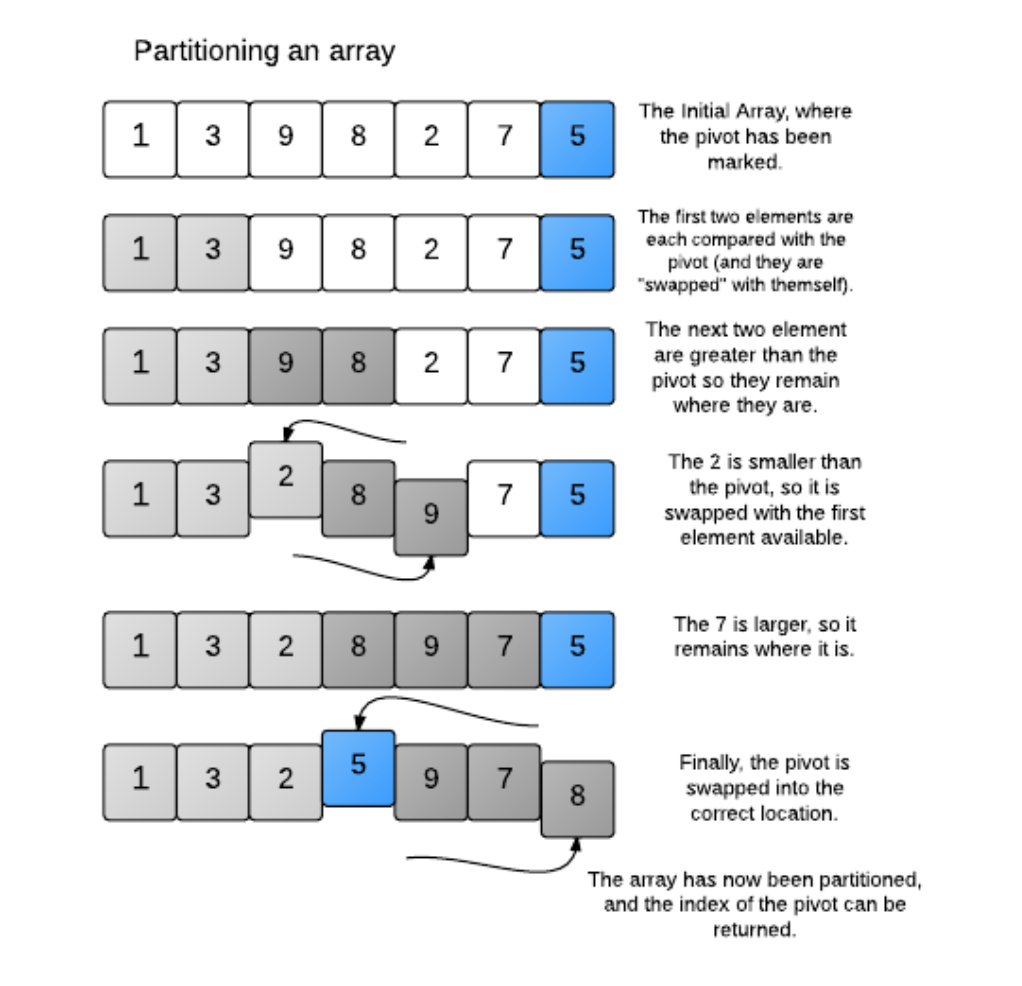 Partitioning an array
1 3 9 8 2 7 5
The Initial Array, where
the pivot has been
marked.
1 3 9 8 2 7 5
The first two elements are
each compared with the
pivot (and they are
"swapped" with themself).
1 3 9 8 2 7 5
The next two element
are greater than the
pivot so they remain
where they are.
1 3 2 8 9 7 5
The 2 is smaller than
the pivot, so it is
swapped with the first
element available.
1 3 2 8 9 7 5
The 7 is larger, so it
remains where it is.
1 3 2 5 9 7 8
Finally, the pivot is
swapped into the
correct location.
The array has now been partitioned,
and the index of the pivot can be
returned.